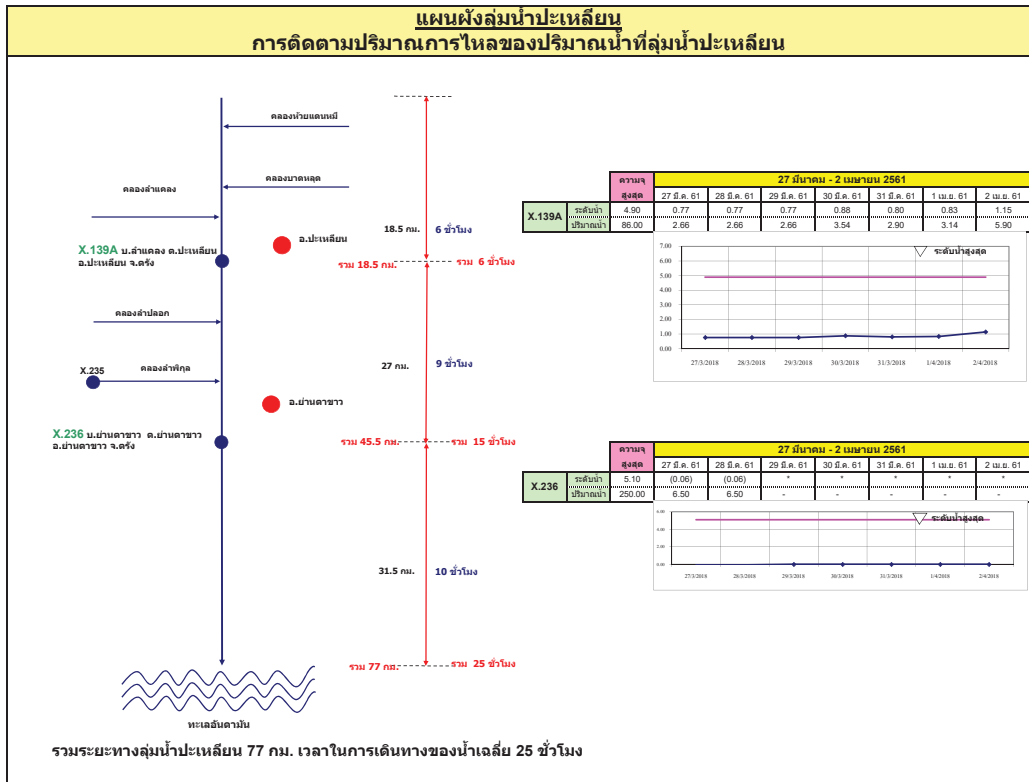 แผนผังลุ่มน้ำปะเหลียน
การติดตามปริมาณการไหลของปริมาณน้ำที่ลุ่มน้ำปะเหลียน
คลองห้วยแดนหมี
คลองบาดหลุด
คลองลำแคลง
อ.ปะเหลียน
X.139A บ.ลำแคลง ต.ปะเหลียน
อ.ปะเหลียน จ.ตรัง
18.5 กม. 6 ชั่วโมง
รวม 18.5 กม. รวม 6 ชั่วโมง
คลองลำปลอก
X.235 คลองลำพิกุล
27 กม. 9 ชั่วโมง
อ.ย่านตาขาว
X.236 บ.ย่านตาขาว ต.ย่านตาขาว
อ.ย่านตาขาว จ.ตรัง
รวม 45.5 กม. รวม 15 ชั่วโมง
31.5 กม. 10 ชั่วโมง
รวม 77 กม. รวม 25 ชั่วโมง
ทะเลอันดามัน
รวมระยะทางลุ่มน้ำปะเหลียน 77 กม. เวลาในการเดินทางของน้ำเฉลี่ย 25 ชั่วโมง
ความจุสูงสุด 27 มีนาคม - 2 เมษายน 2561
27 มี.ค. 61 28 มี.ค. 61 29 มี.ค. 61 30 มี.ค. 61 31 มี.ค. 61 1 เม.ย. 61 2 เม.ย. 61
X.139A ระดับน้ำ 4.90 0.77 0.77 0.77 0.88 0.80 0.83 1.15
ปริมาณน้ำ 86.00 2.66 2.66 2.66 3.54 2.90 3.14 5.90
ระดับน้ำสูงสุด
7.00
6.00
5.00
4.00
3.00
2.00
1.00
0.00
27/3/2018 28/3/2018 29/3/2018 30/3/2018 31/3/2018 1/4/2018 2/4/2018
ความจุสูงสุด 27 มีนาคม - 2 เมษายน 2561
27 มี.ค. 61 28 มี.ค. 61 29 มี.ค. 61 30 มี.ค. 61 31 มี.ค. 61 1 เม.ย. 61 2 เม.ย. 61
X.236 ระดับน้ำ 5.10 (0.06) (0.06) * * * * *
ปริมาณน้ำ 250.00 6.50 6.50 - - - - -
ระดับน้ำสูงสุด
6.00
4.00
2.00
0.00
27/3/2018 28/3/2018 29/3/2018 30/3/2018 31/3/2018 1/4/2018 2/4/2018